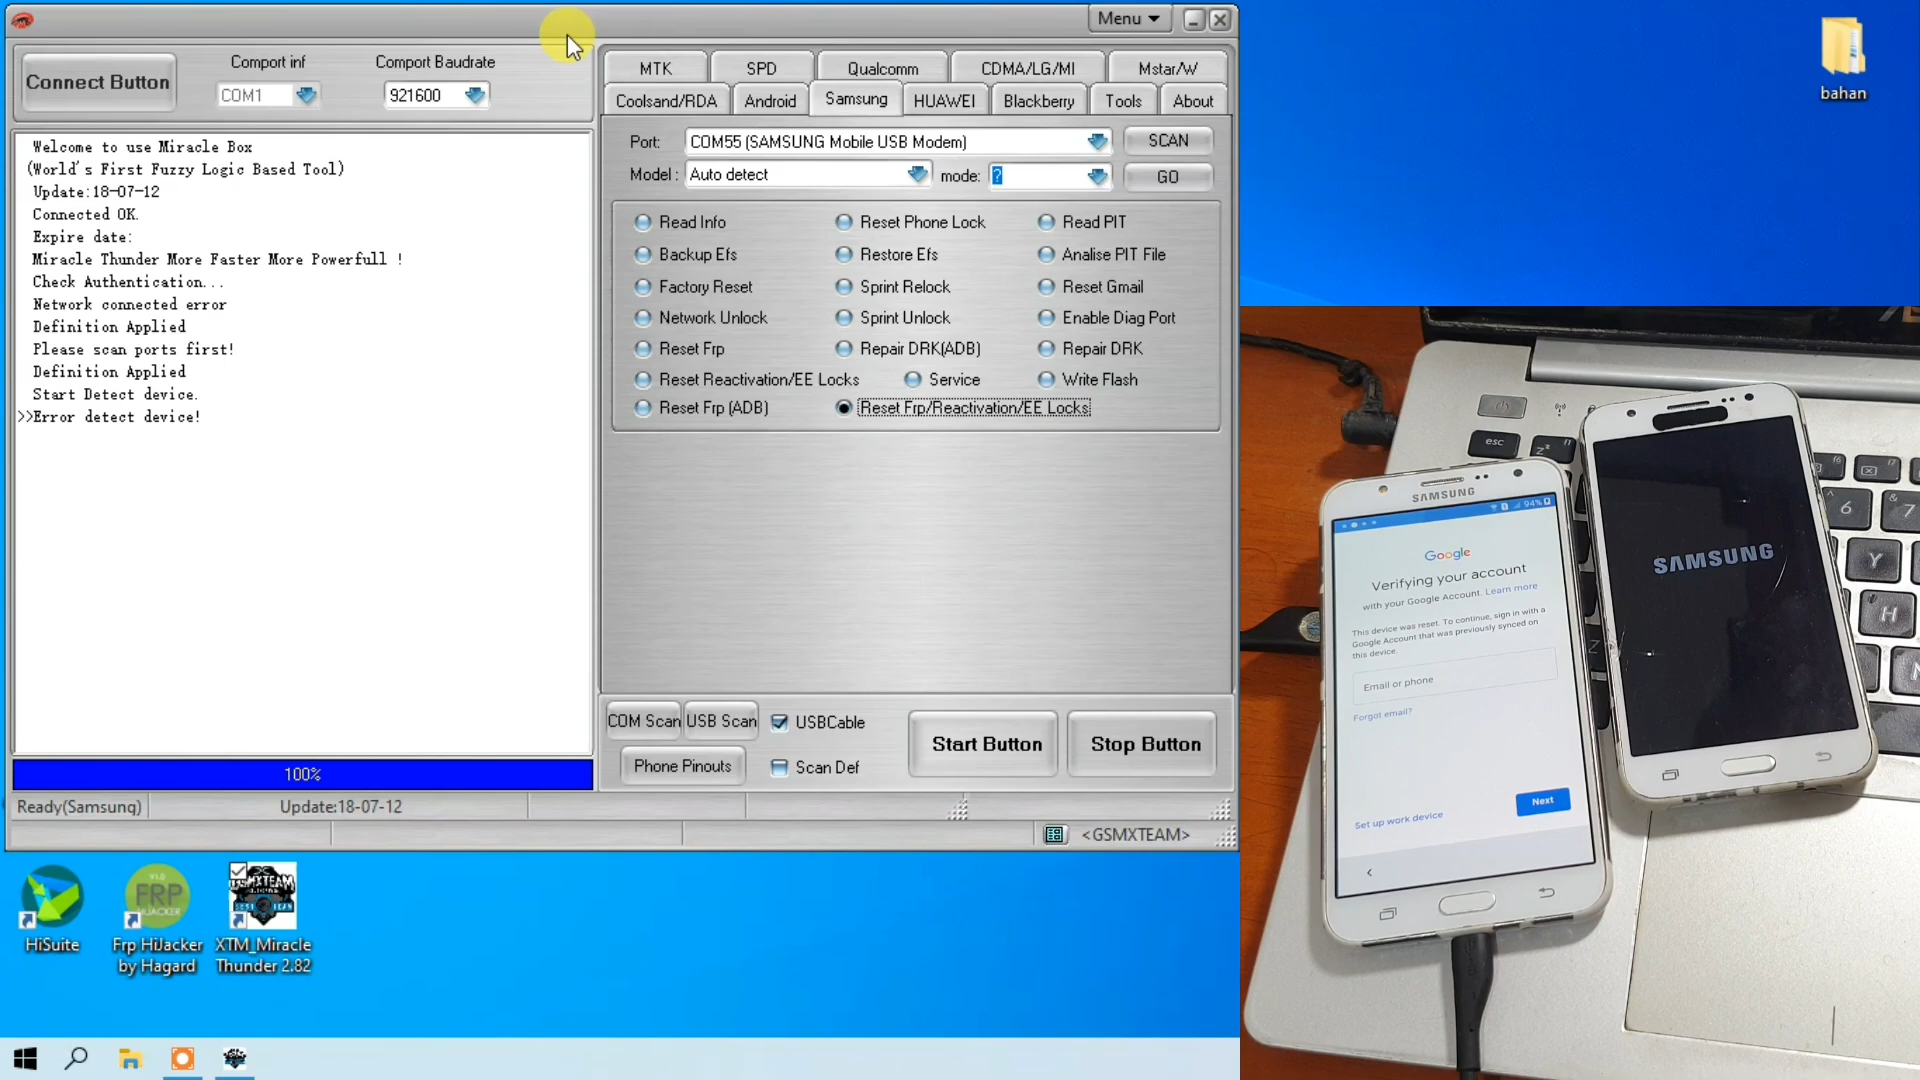 Menu
Connect Button
Comport inf
Comport Baudrate
COM1
921600
MTK
SPD
Qualcomm
CDMA/LG/MI
Mstar/W
Coolsand/RDA
Android
Samsung
HUAWEI
Blackberry
Tools
About
Welcome to use Miracle Box
(World's First Fuzzy Logic Based Tool)
Update:18-07-12
Connected OK.
Expire date:
Miracle Thunder More Faster More Powerfull !
Check Authentication...
Network connected error
Definition Applied
Please scan ports first!
Definition Applied
Start Detect device.
>>Error detect device!
Port:
COM55 (SAMSUNG Mobile USB Modem)
SCAN
Model :
Auto detect
mode:
?
GO
Read Info
Reset Phone Lock
Read PIT
Backup Efs
Restore Efs
Analise PIT File
Factory Reset
Sprint Relock
Reset Gmail
Network Unlock
Sprint Unlock
Enable Diag Port
Reset Frp
Repair DRK(ADB)
Repair DRK
Reset Reactivation/EE Locks
Service
Write Flash
Reset Frp (ADB)
Reset Frp/Reactivation/EE Locks
COM Scan
USB Scan
USBCable
Start Button
Stop Button
Phone Pinouts
Scan Def
100%
Ready(Samsung)
Update:18-07-12
<GSMXTEAM>
HiSuite
V1.0
FRP
HIJACKER
Frp HiJacker
by Hagard
GSMXTEAM
XTM_Miracle
Thunder 2.82
bahan
esc
6
7
Y
H
SAMSUNG
94%
Google
Verifying your account
with your Google Account. Learn more
This device was reset. To continue, sign in with a
Google Account that was previously synced on
this device.
Email or phone
Forgot email?
Next
Set up work device
SAMSUNG